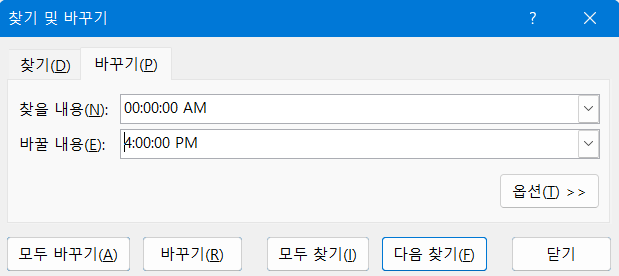 찾기 및 바꾸기 ?
찾기(D) 바꾸기(P)
찾을 내용(N): 00:00:00 AM
바꿀 내용(E): 4:00:00 PM
옵션(T) >>
모두 바꾸기(A) 바꾸기(R) 모두 찾기(I) 다음 찾기(F) 닫기